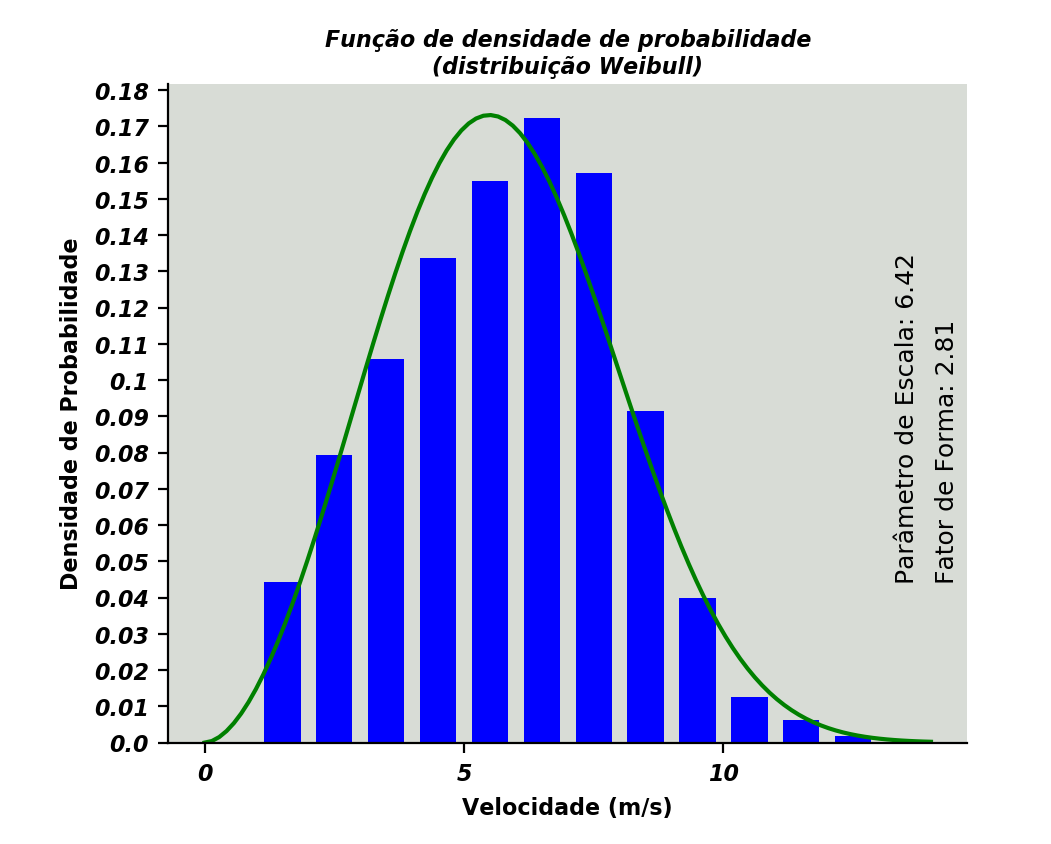 Função de densidade de probabilidade
(distribuição Weibull)
0.18
0.17
0.16
0.15
0.14
0.13
0.12
0.11
0.1
0.09
0.08
0.07
0.06
0.05
0.04
0.03
0.02
0.01
0.0
Densidade de Probabilidade
Parâmetro de Escala: 6.42
Fator de Forma: 2.81
0 5 10
Velocidade (m/s)